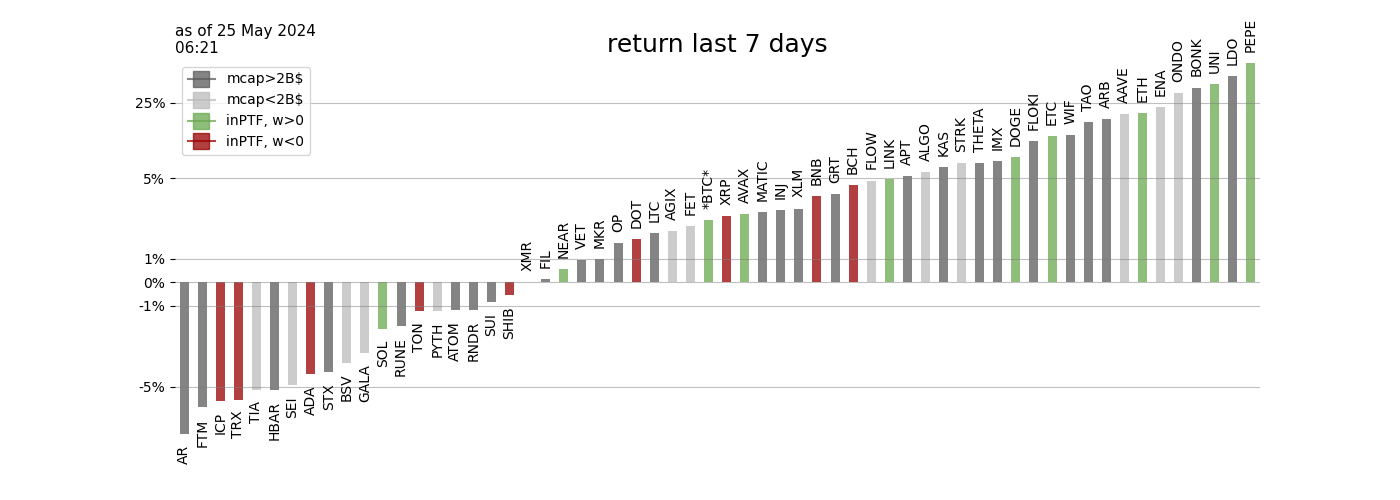 as of 25 May 2024
06:21
return last 7 days
mcap>2B$
mcap<2B$
inPTF, w>0
inPTF, w<0
25%
5%
1%
0%
-1%
-5%
AR
FTM
ICP
TRX
TIA
HBAR
SEI
ADA
STX
BSV
GALA
SOL
RUNE
TON
PYTH
ATOM
RNDR
SUI
SHIB
XMR
FIL
NEAR
VET
MKR
OP
DOT
LTC
AGIX
FET
*BTC*
XRP
AVAX
MATIC
INJ
XLM
BNB
GRT
BCH
FLOW
LINK
APT
ALGO
KAS
STRK
THETA
IMX
DOGE
FLOKI
ETC
WIF
TAO
ARB
AAVE
ETH
ENA
ONDO
BONK
UNI
LDO
PEPE